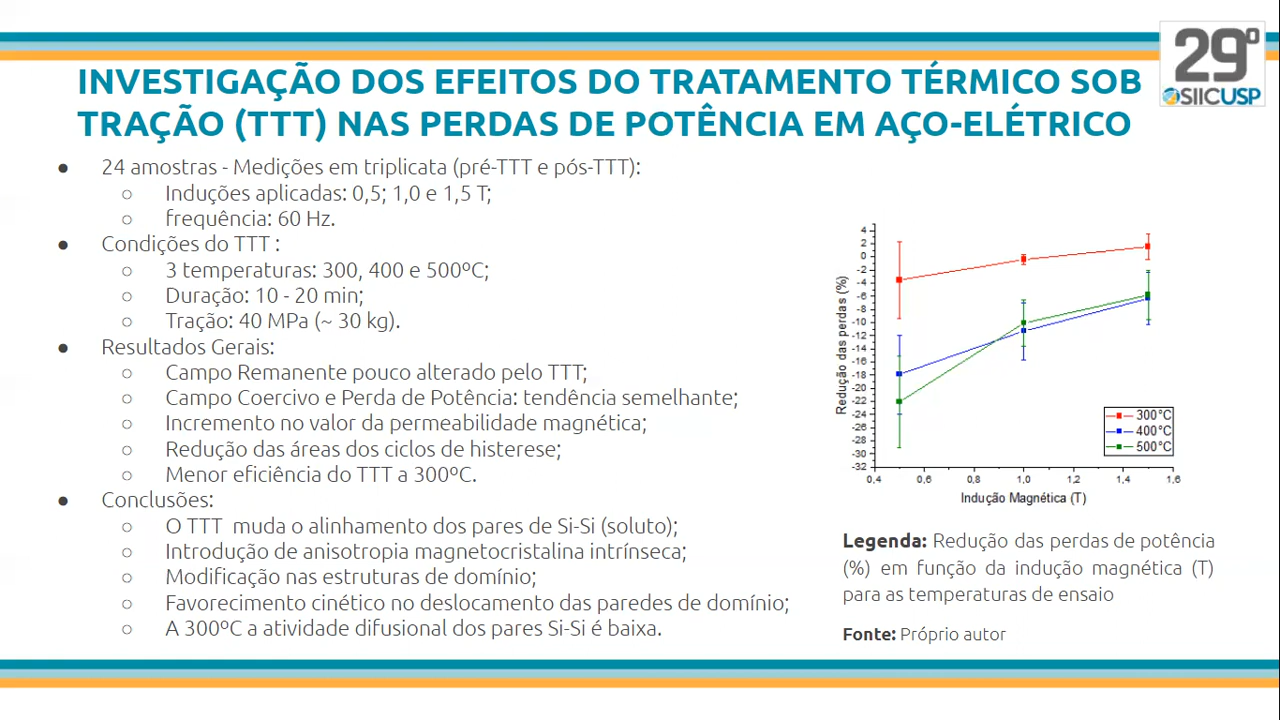 29º
SIICUSP
INVESTIGAÇÃO DOS EFEITOS DO TRATAMENTO TÉRMICO SOB
TRAÇÃO (TTT) NAS PERDAS DE POTÊNCIA EM AÇO-ELÉTRICO
● 24 amostras - Medições em triplicata (pré-TTT e pós-TTT):
○ Induções aplicadas: 0,5; 1,0 e 1,5 T;
○ frequência: 60 Hz.
● Condições do TTT :
○ 3 temperaturas: 300, 400 e 500ºC;
○ Duração: 10 - 20 min;
○ Tração: 40 MPa (~ 30 kg).
● Resultados Gerais:
○ Campo Remanente pouco alterado pelo TTT;
○ Campo Coercivo e Perda de Potência: tendência semelhante;
○ Incremento no valor da permeabilidade magnética;
○ Redução das áreas dos ciclos de histerese;
○ Menor eficiência do TTT a 300ºC.
● Conclusões:
○ O TTT muda o alinhamento dos pares de Si-Si (soluto);
○ Introdução de anisotropia magnetocristalina intrínseca;
○ Modificação nas estruturas de domínio;
○ Favorecimento cinético no deslocamento das paredes de domínio;
○ A 300ºC a atividade difusional dos pares Si-Si é baixa.
Redução das perdas (%)
4
2
0
-2
-4
-6
-8
-10
-12
-14
-16
-18
-20
-22
-24
-26
-28
-30
-32
0,4 0,6 0,8 1,0 1,2 1,4 1,6
Indução Magnética (T)
300°C
400°C
500°C
Legenda: Redução das perdas de potência
(%) em função da indução magnética (T)
para as temperaturas de ensaio
Fonte: Próprio autor